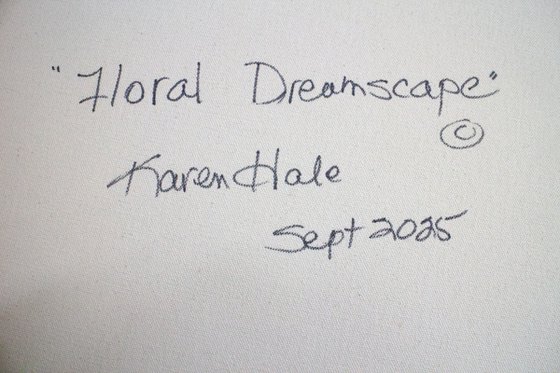 "Floral Dreamscape"
©
Karen Hale
Sept 2025